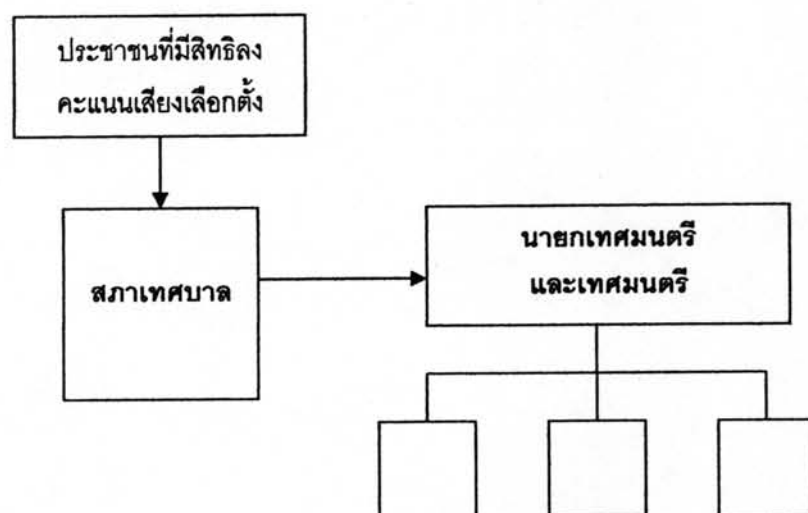 ประชาชนที่มีสิทธิลง
คะแนนเสียงเลือกตั้ง
สภาเทศบาล
นายกเทศมนตรี
และเทศมนตรี